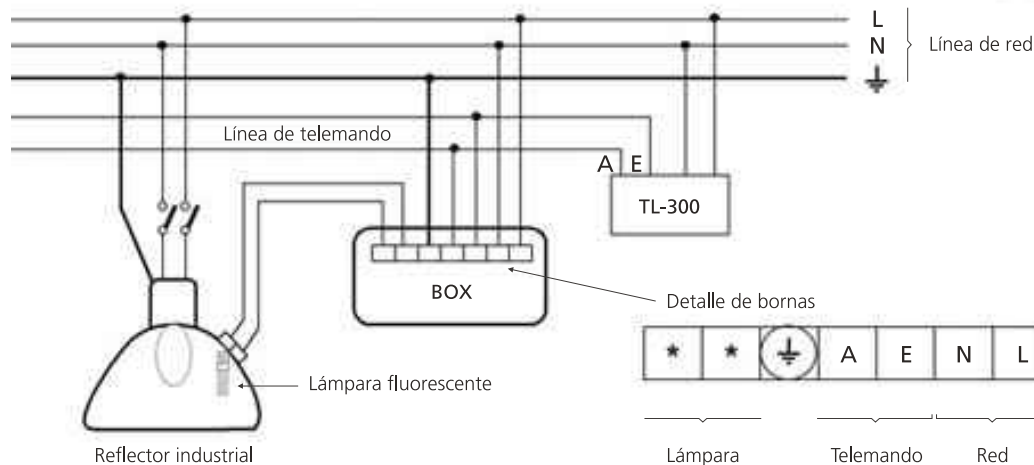 L
N
Línea de red
Línea de telemando
A E
TL-300
BOX
Detalle de bornas
* * A E N L
Lámpara fluorescente
Reflector industrial
Lámpara Telemando Red